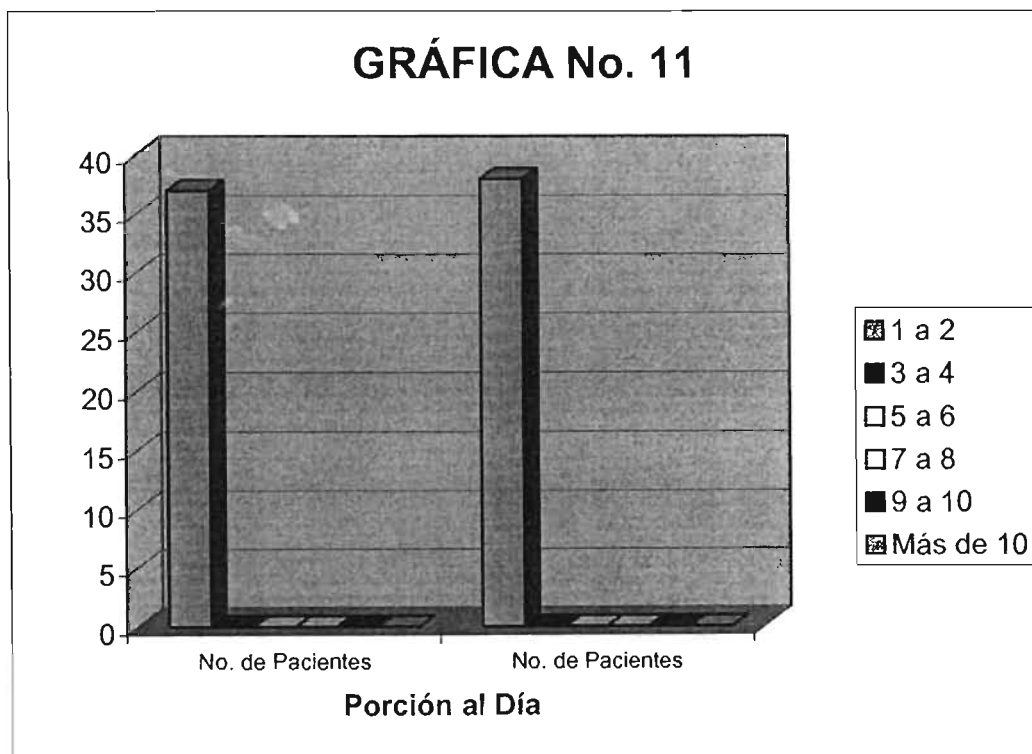 GRÁFICA No. 11
40
35
30
25
20
15
10
5
0
No. de Pacientes
No. de Pacientes
Porción al Día
1 a 2
3 a 4
5 a 6
7 a 8
9 a 10
Más de 10